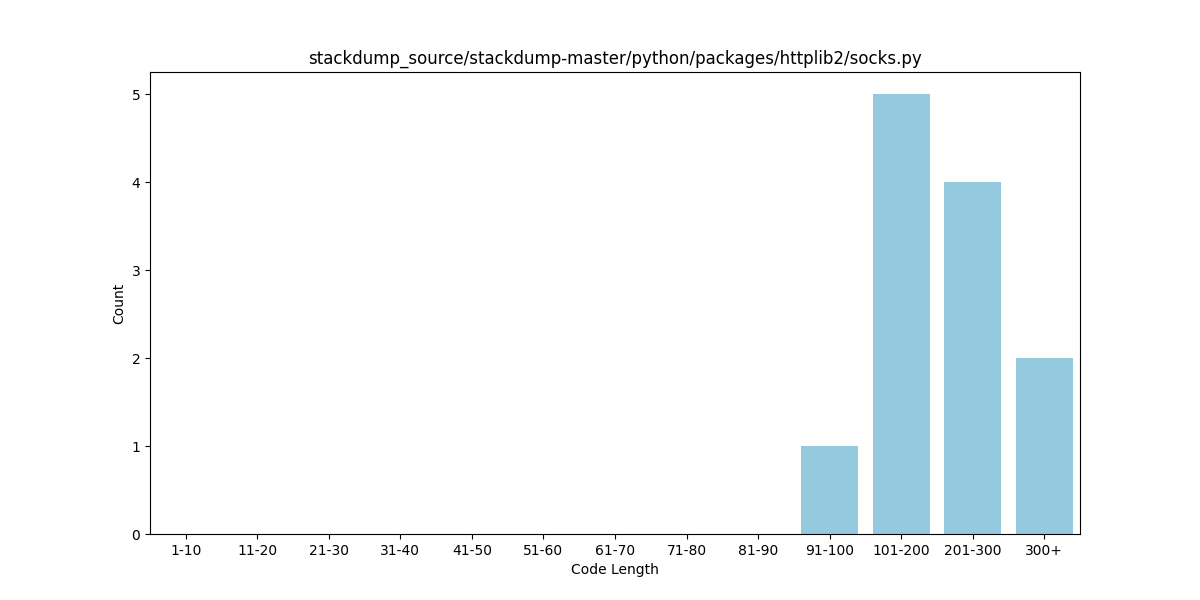 stackdump_source/stackdump-master/python/packages/httplib2/socks.py
5
4
3
2
1
0
Count
1-10 11-20 21-30 31-40 41-50 51-60 61-70 71-80 81-90 91-100 101-200 201-300 300+
Code Length